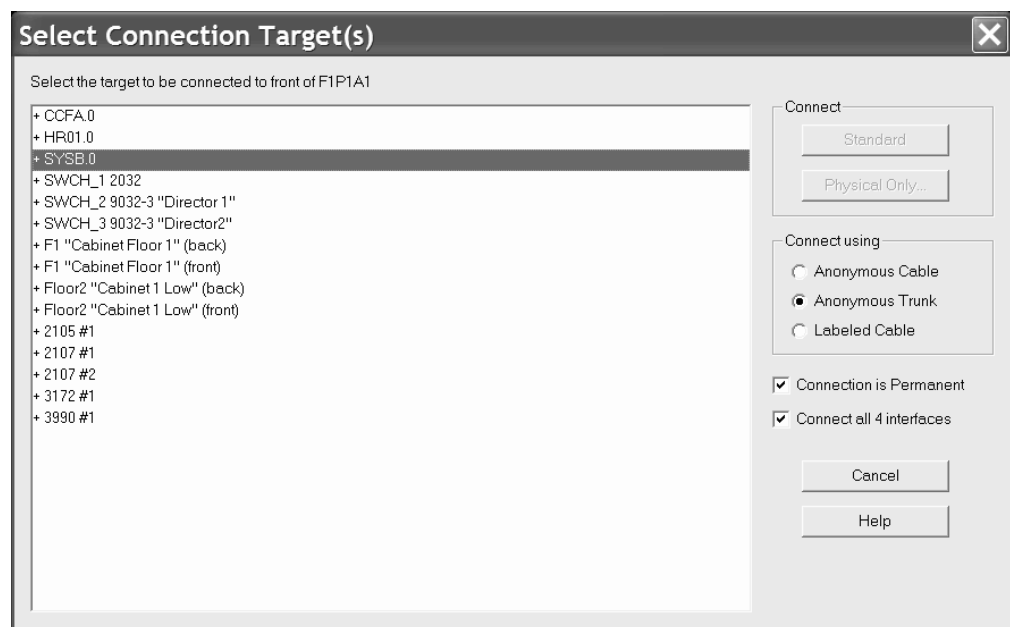 Select Connection Target(s)
Select the target to be connected to front of F1P1A1
+ CCFA.0
+ HR01.0
+ SYSB.0
+ SWCH_1 2032
+ SWCH_2 9032-3 "Director 1"
+ SWCH_3 9032-3 "Director2"
+ F1 "Cabinet Floor 1" (back)
+ F1 "Cabinet Floor 1" (front)
+ Floor2 "Cabinet 1 Low" (back)
+ Floor2 "Cabinet 1 Low" (front)
+ 2105 #1
+ 2107 #1
+ 2107 #2
+ 3172 #1
+ 3990 #1
Connect
Standard
Physical Only...
Connect using
Anonymous Cable
Anonymous Trunk
Labeled Cable
Connection is Permanent
Connect all 4 interfaces
Cancel
Help